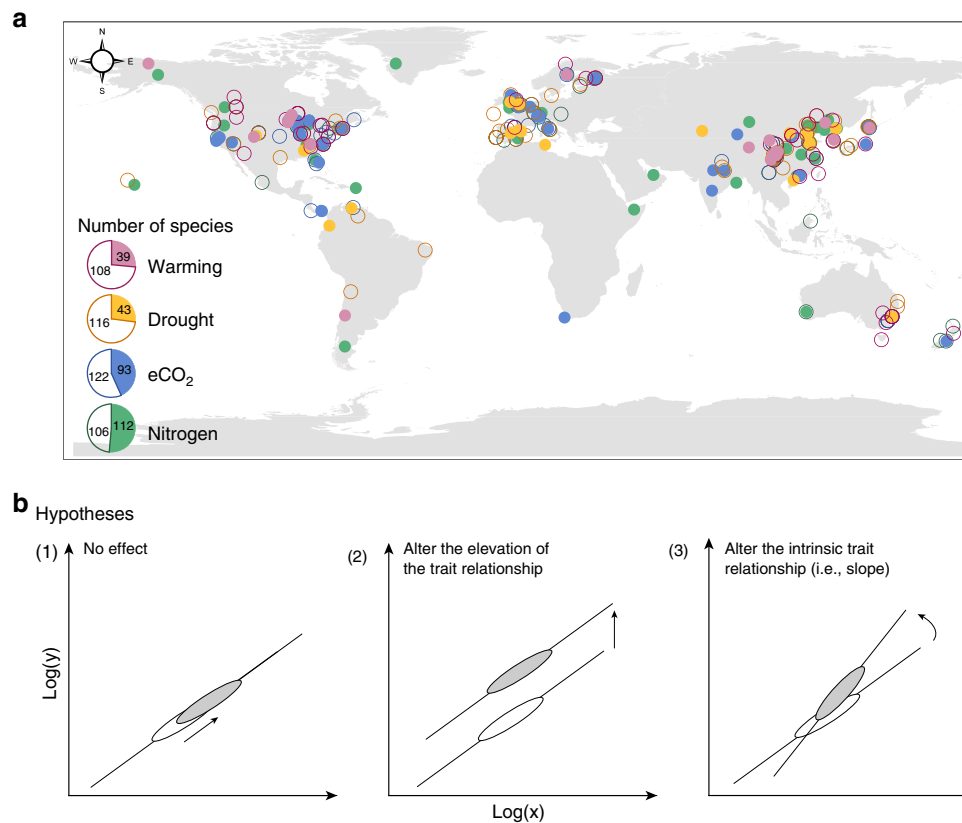 a
N
W E
S
Number of species
39
108
Warming
43
116
Drought
93
122
eCO₂
112
106
Nitrogen
b
Hypotheses
(1) No effect
(2) Alter the elevation of
the trait relationship
(3) Alter the intrinsic trait
relationship (i.e., slope)
Log(y)
Log(x)